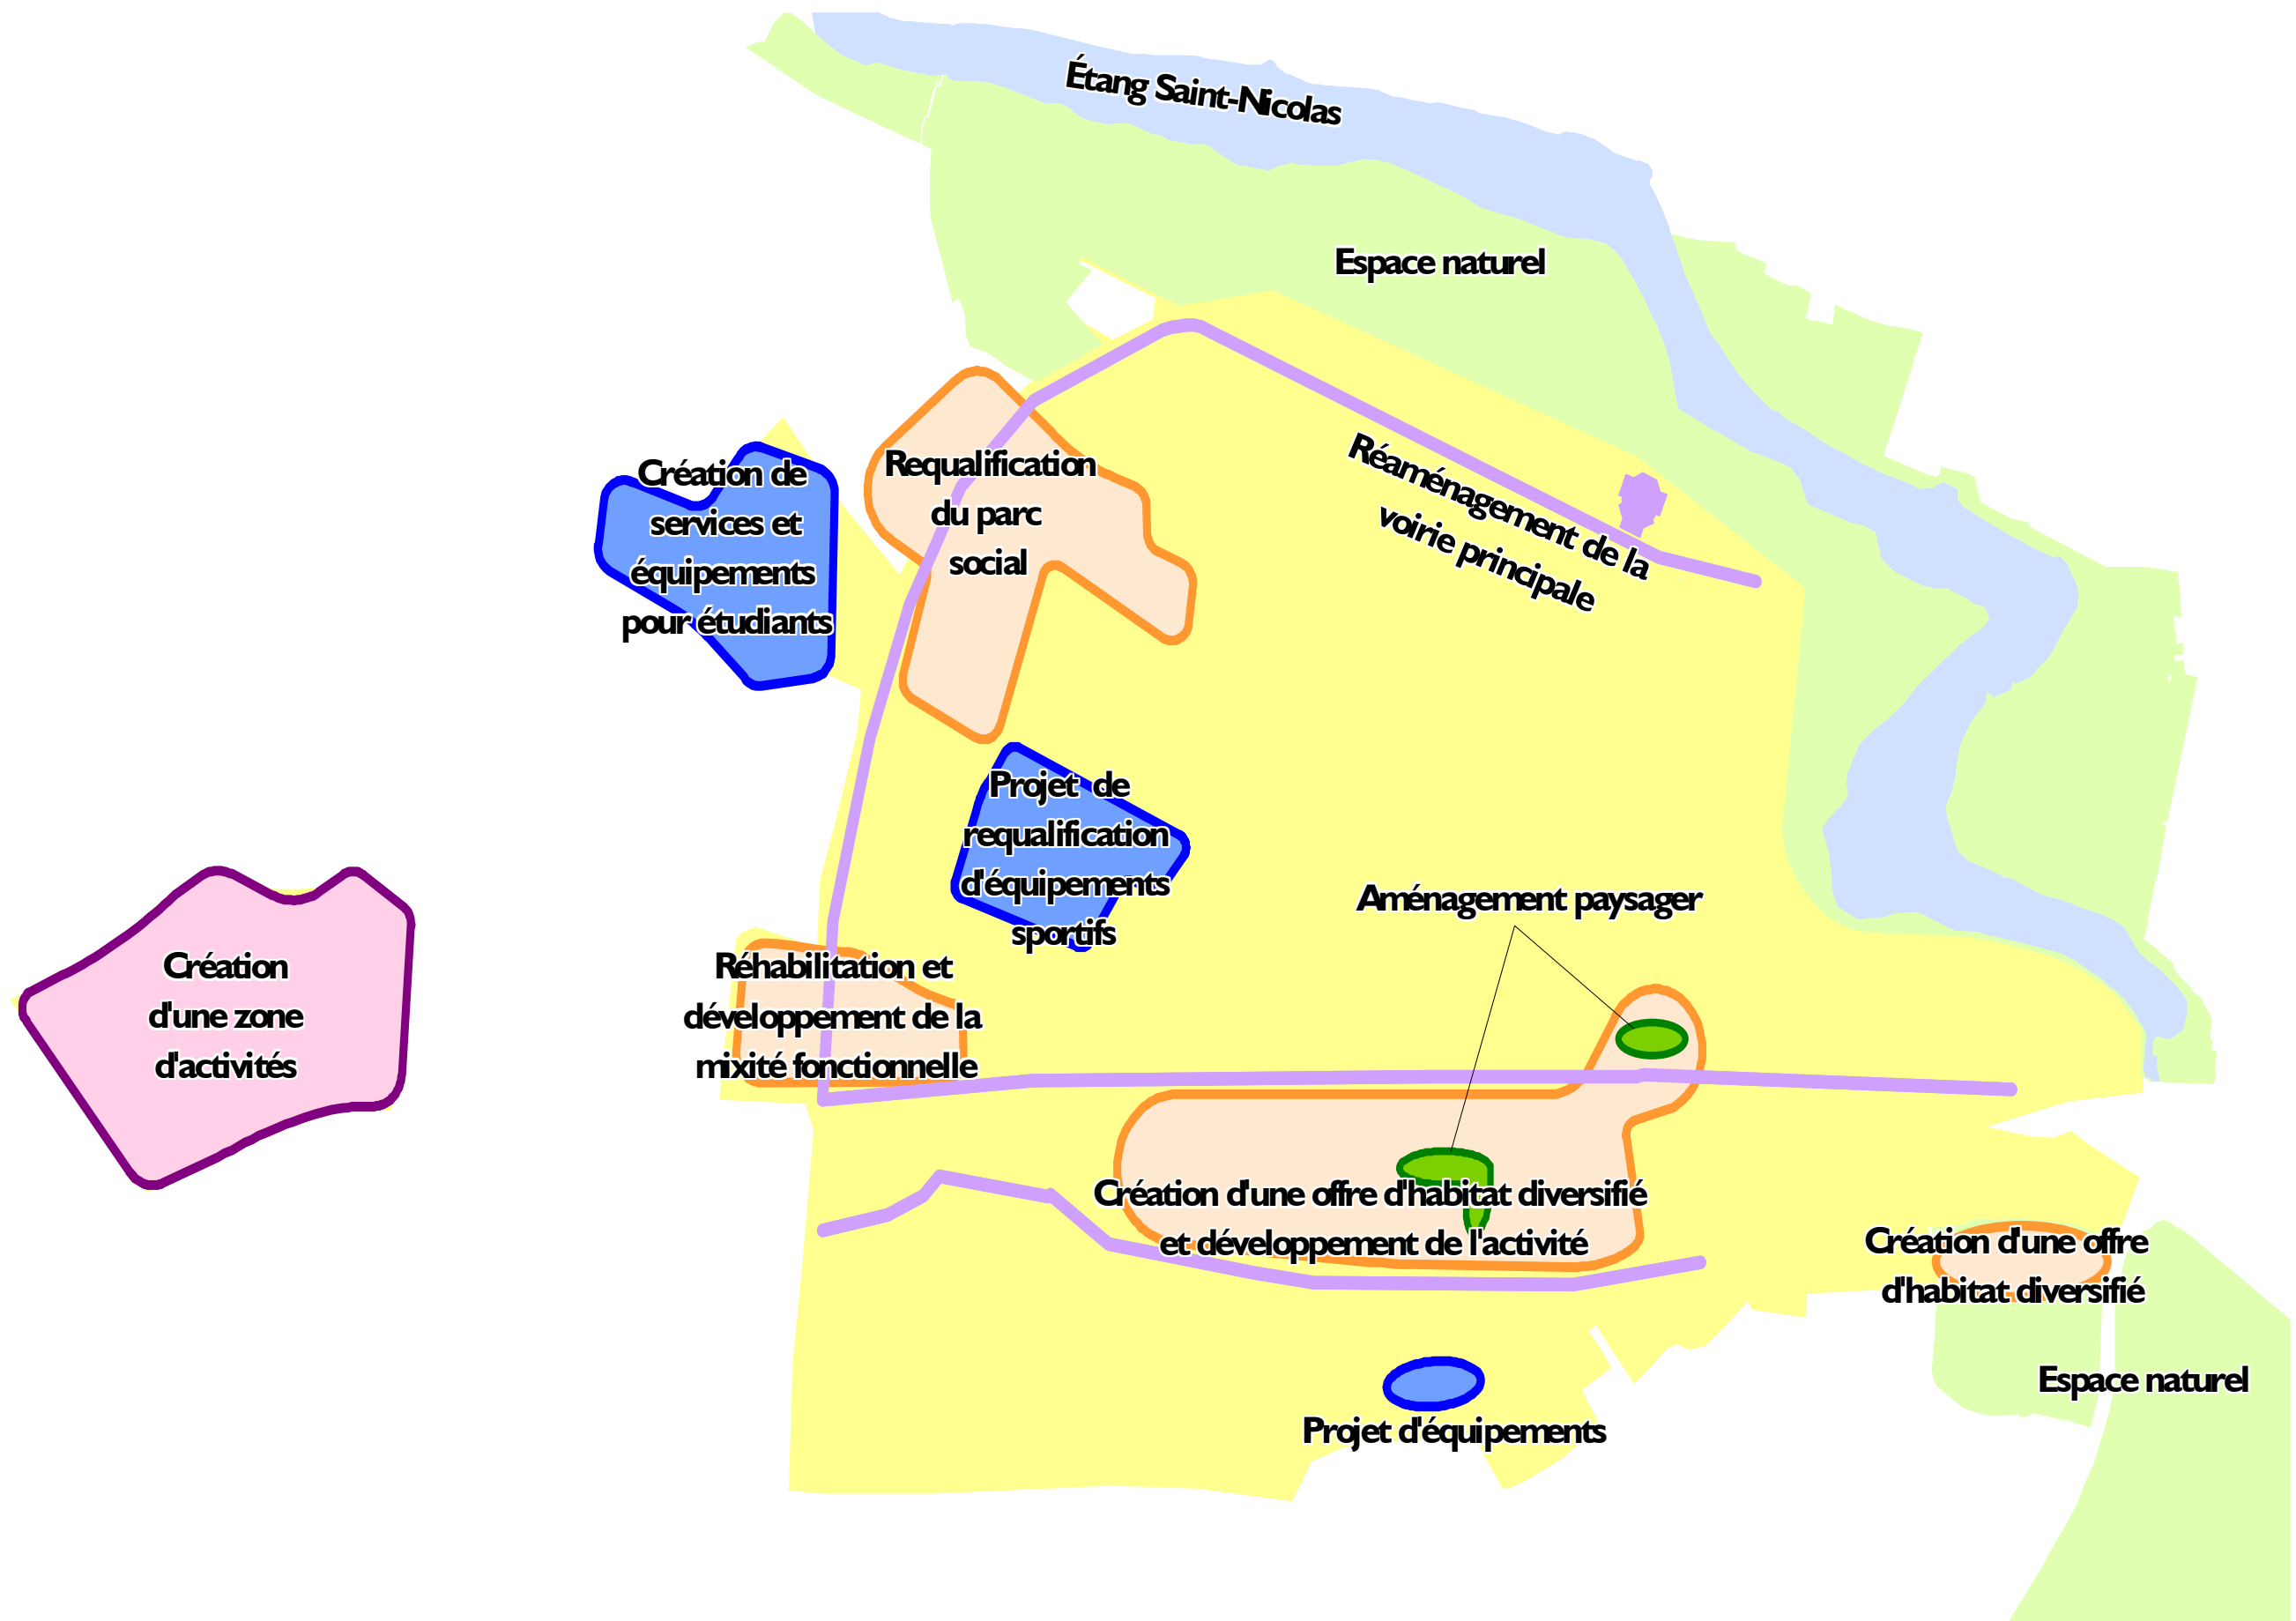 Étang Saint-Nicolas
Espace naturel
Réaménagement de la
voirie principale
Requalification
du parc
social
Création de
services et
équipements
pour étudiants
Projet de
requalification
d'équipements
sportifs
Aménagement paysager
Création
d'une zone
d'activités
Réhabilitation et
développement de la
mixité fonctionnelle
Création d'une offre d'habitat diversifié
et développement de l'activité
Création d'une offre
d'habitat diversifié
Espace naturel
Projet d'équipements